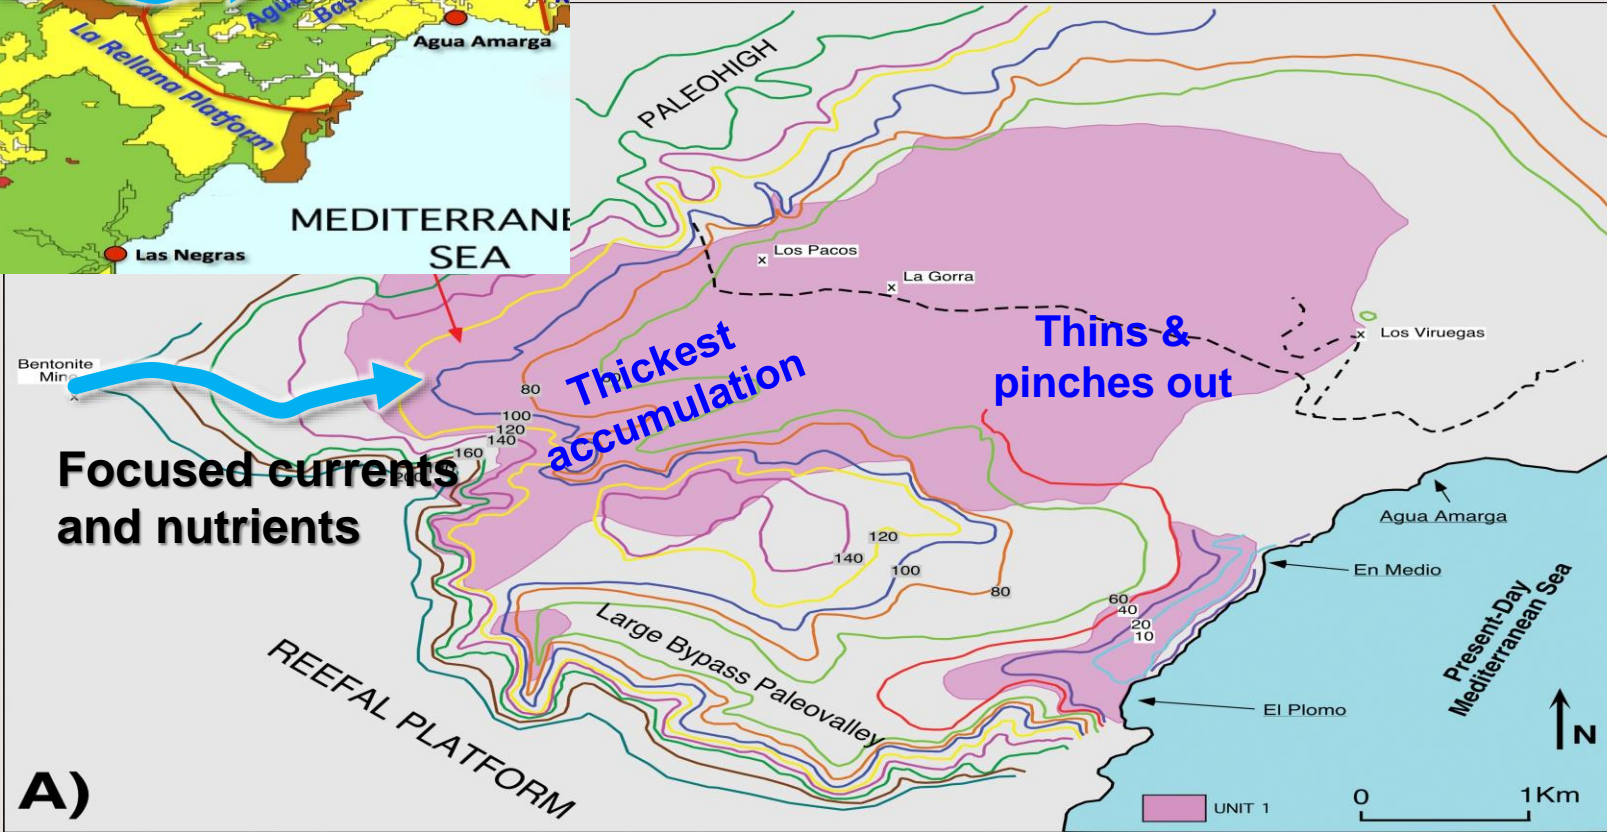 Agua Amarga
La Rellana Platform
MEDITERRANE
SEA
Las Negras
PALEOHIGH
Los Pacos
La Gorra
Los Viruegas
Bentonite
Thickest
accumulation
Thins &
pinches out
80
100
120
140
160
Focused currents
and nutrients
120
140
100
80
60
40
20
10
Large Bypass Paleovalley
REEFAL PLATFORM
Agua Amarga
En Medio
El Plomo
Present-Day
Mediterranean Sea
N
A)
UNIT 1
0
1Km